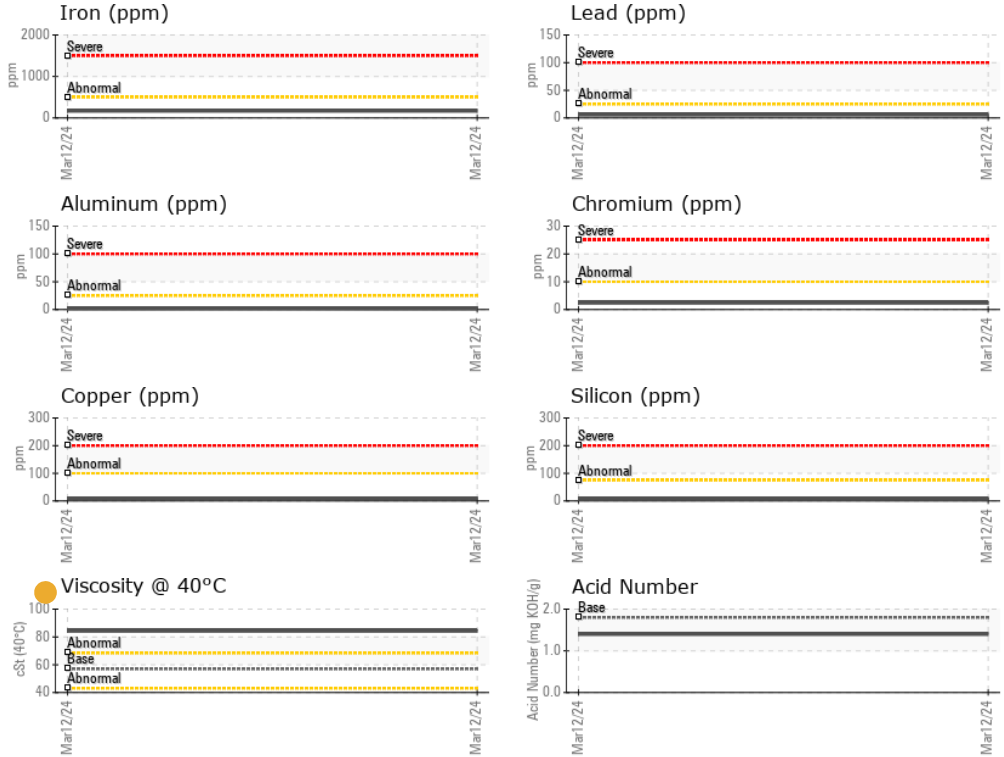 Iron (ppm)
2000
Severe
1000
Abnormal
0
ppm
Mar12/24
Mar12/24
Lead (ppm)
150
Severe
100
50
Abnormal
0
ppm
Mar12/24
Mar12/24
Aluminum (ppm)
150
Severe
100
50
Abnormal
0
ppm
Mar12/24
Mar12/24
Chromium (ppm)
30
Severe
20
Abnormal
10
0
ppm
Mar12/24
Mar12/24
Copper (ppm)
300
Severe
200
Abnormal
100
0
ppm
Mar12/24
Mar12/24
Silicon (ppm)
300
Severe
200
Abnormal
100
0
ppm
Mar12/24
Mar12/24
Viscosity @ 40°C
100
80
Abnormal
Base
60
Abnormal
40
cSt (40°C)
Mar12/24
Mar12/24
Acid Number
2.0
Base
1.0
0.0
Acid Number (mg KOH/g)
Mar12/24
Mar12/24